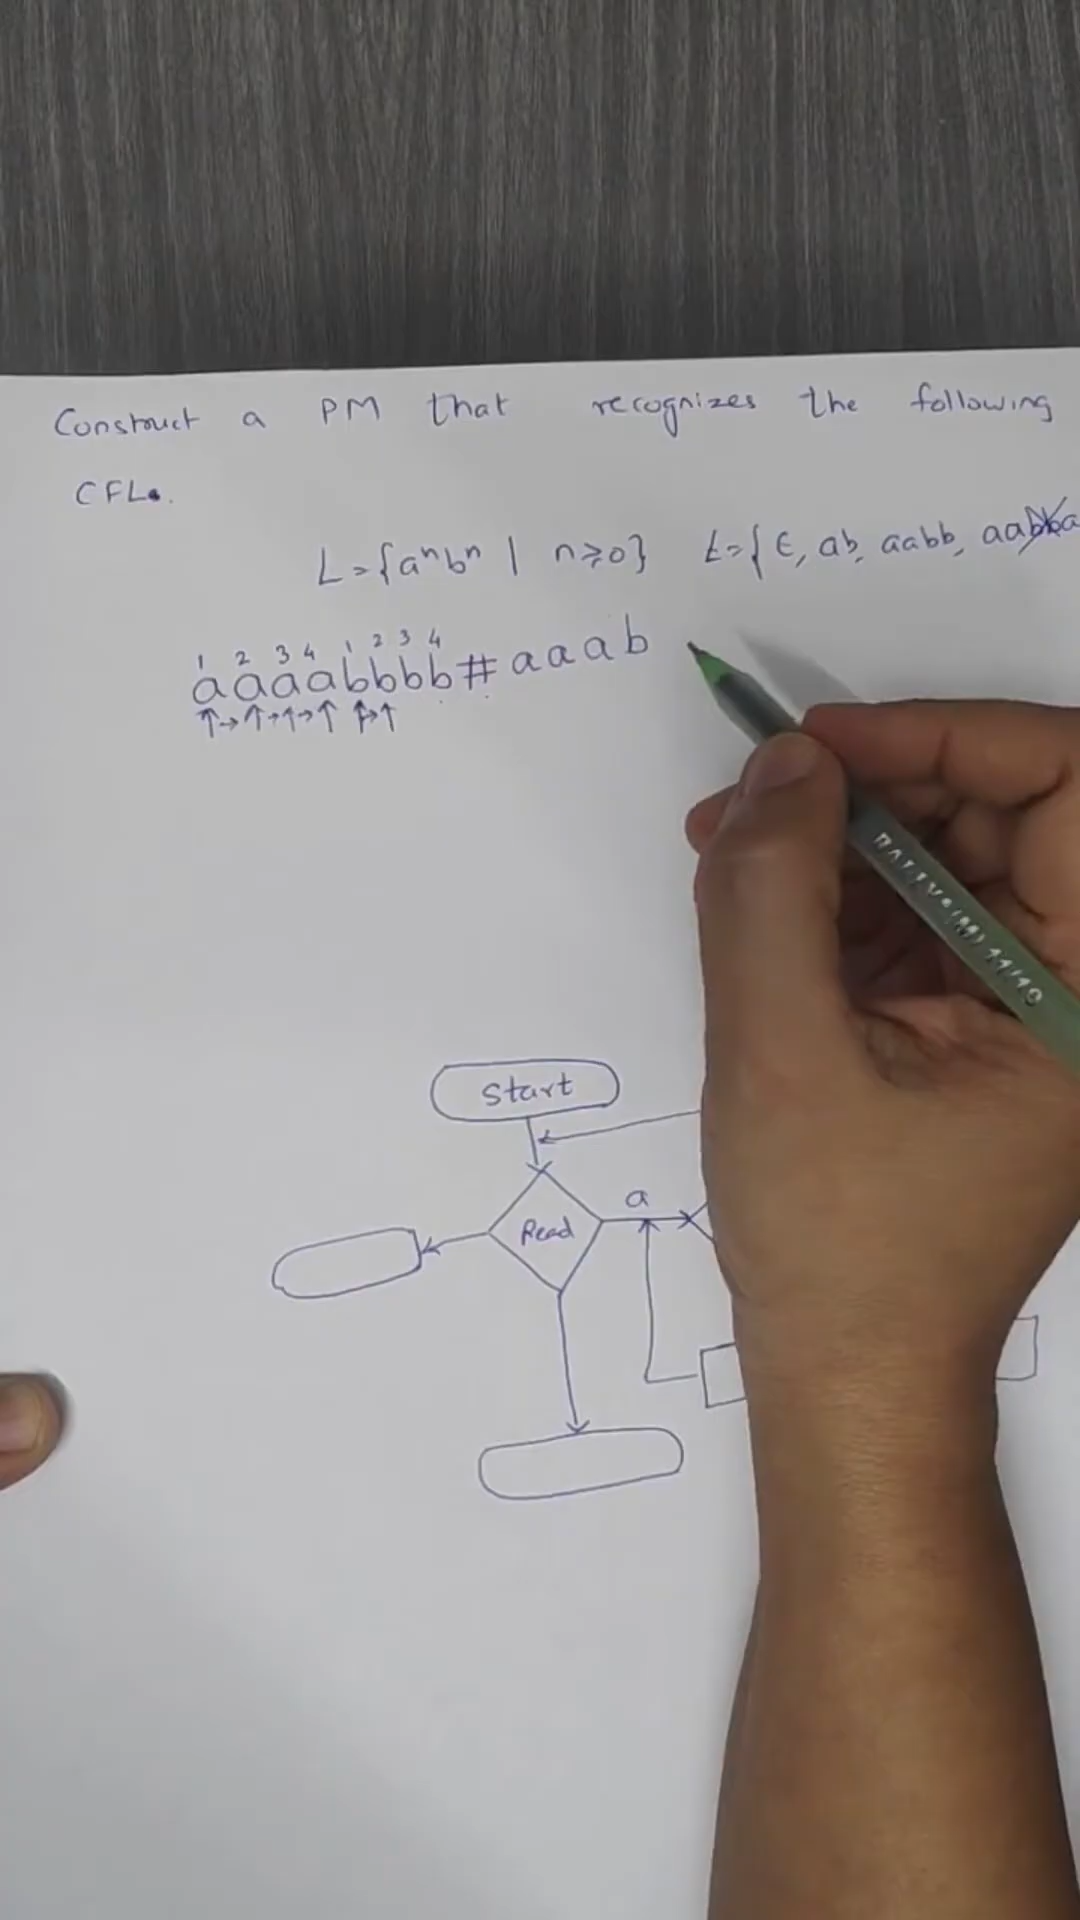 Construct a PM that recognizes the following
CFL.
L={aⁿbⁿ | n≥0} L={ϵ, ab, aabb, aabbba
1 2 3 4 1 2 3 4
aaaabbbb# aaab
Start
a
Read